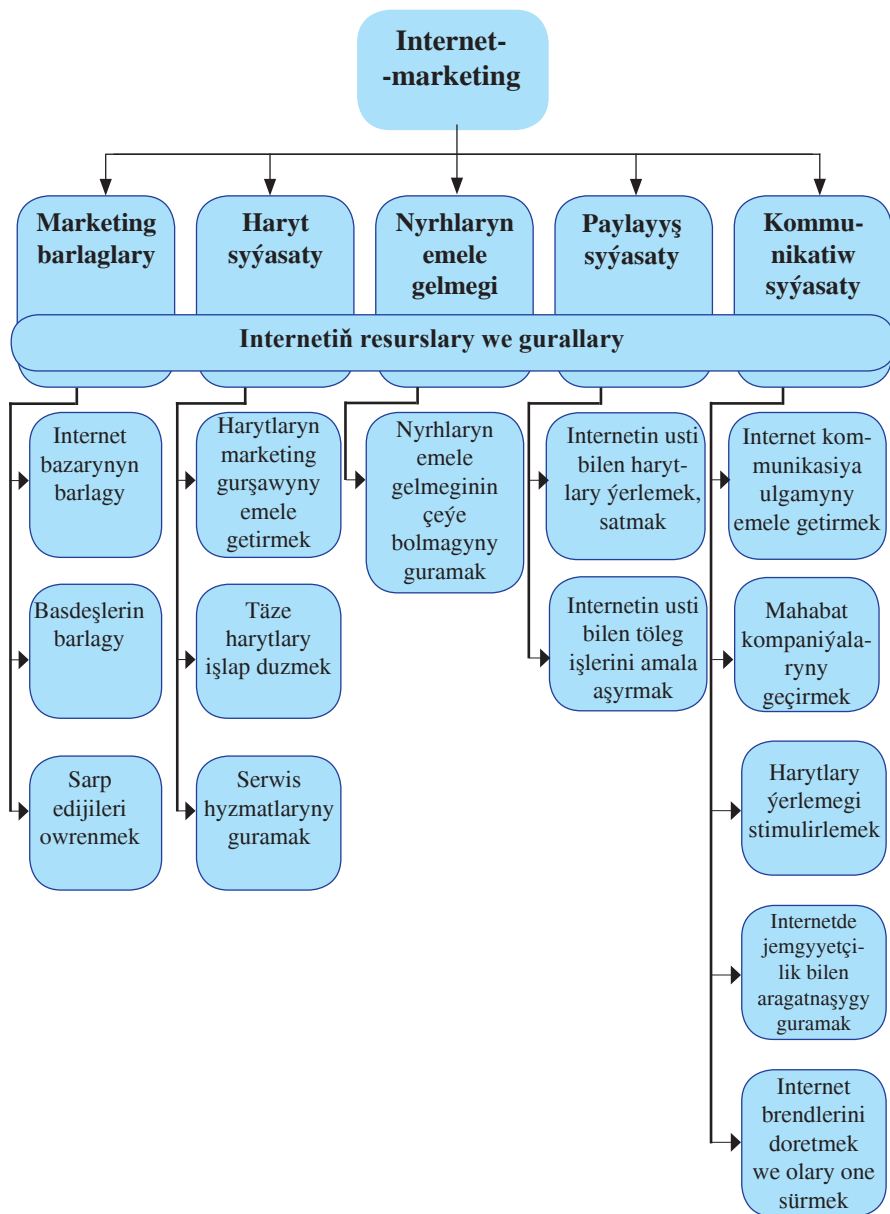 Internet-
-marketing
Marketing
barlaglary
Haryt
syýasaty
Nyrhlaryn
emele
gelmegi
Paylayyş
syýasaty
Kommu-
nikatiw
syýasaty
Internetiň resurslary we gurallary
Internet
bazarynyn
barlagy
Basdeşlerin
barlagy
Sarp
edijileri
owrenmek
Harytlaryn
marketing
gurşawyny
emele
getirmek
Täze
harytlary
işlap duzmek
Serwis
hyzmatlaryny
guramak
Nyrhlaryn
emele
gelmeginin
çeýe
bolmagyny
guramak
Internetin usti
bilen haryt-
lary ýerlemek,
satmak
Internetin usti
bilen töleg
işlerini amala
aşyrmak
Internet kom-
munikasiya
ulgamyny
emele getirmek
Mahabat
kompaniýala-
ryny
geçirmek
Harytlary
ýerlemegi
stimulirlemek
Internetde
jemgyyetçi-
lik bilen
aragatnaşygy
guramak
Internet
brendlerini
doretmek
we olary one
sürmek